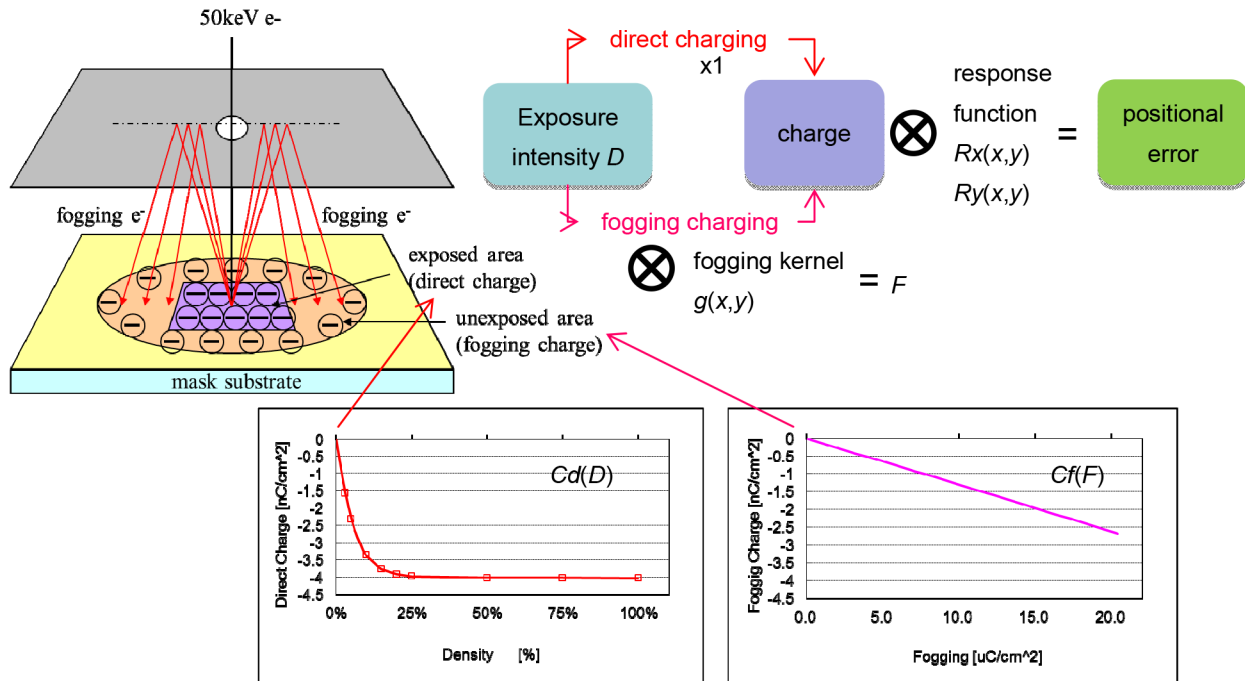 50keV e-
fogging e-
fogging e-
exposed area
(direct charge)
unexposed area
(fogging charge)
mask substrate
direct charging
x1
Exposure
intensity D
charge
response
function
Rx(x,y)
Ry(x,y)
=
positional
error
fogging charging
fogging kernel
g(x,y)
= F
Direct Charge [nC/cm^2]
0
-0.5
-1
-1.5
-2
-2.5
-3
-3.5
-4
-4.5
Cd(D)
0% 25% 50% 75% 100%
Density [%]
Foggig Charge [nC/cm^2]
0
-0.5
-1
-1.5
-2
-2.5
-3
-3.5
-4
-4.5
Cf(F)
0.0 5.0 10.0 15.0 20.0
Fogging [uC/cm^2]